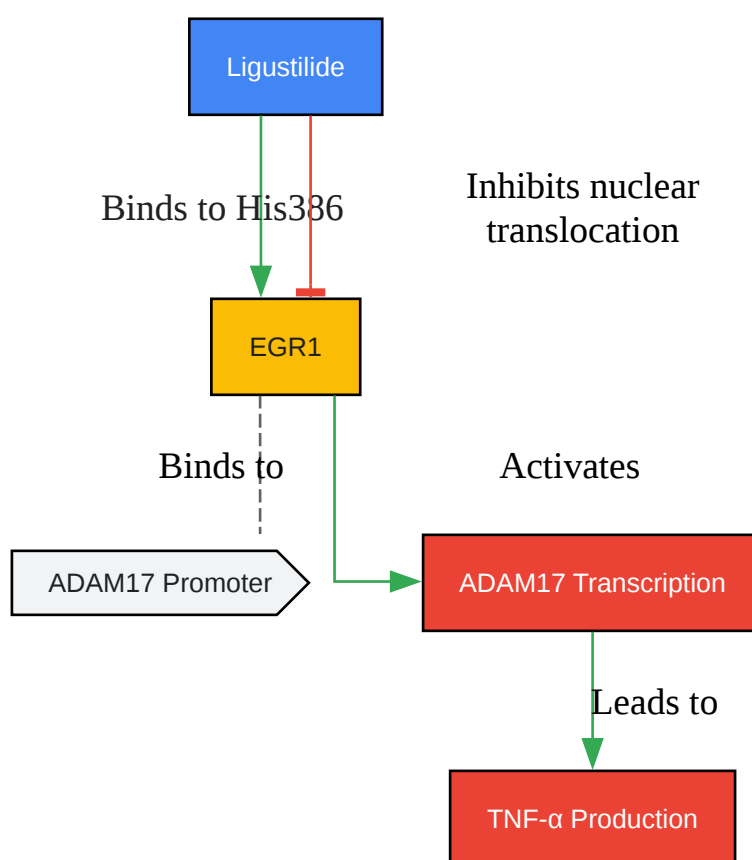 Ligustilide
Binds to His386
Inhibits nuclear
translocation
EGR1
Binds to
Activates
ADAM17 Promoter
ADAM17 Transcription
Leads to
TNF-α Production